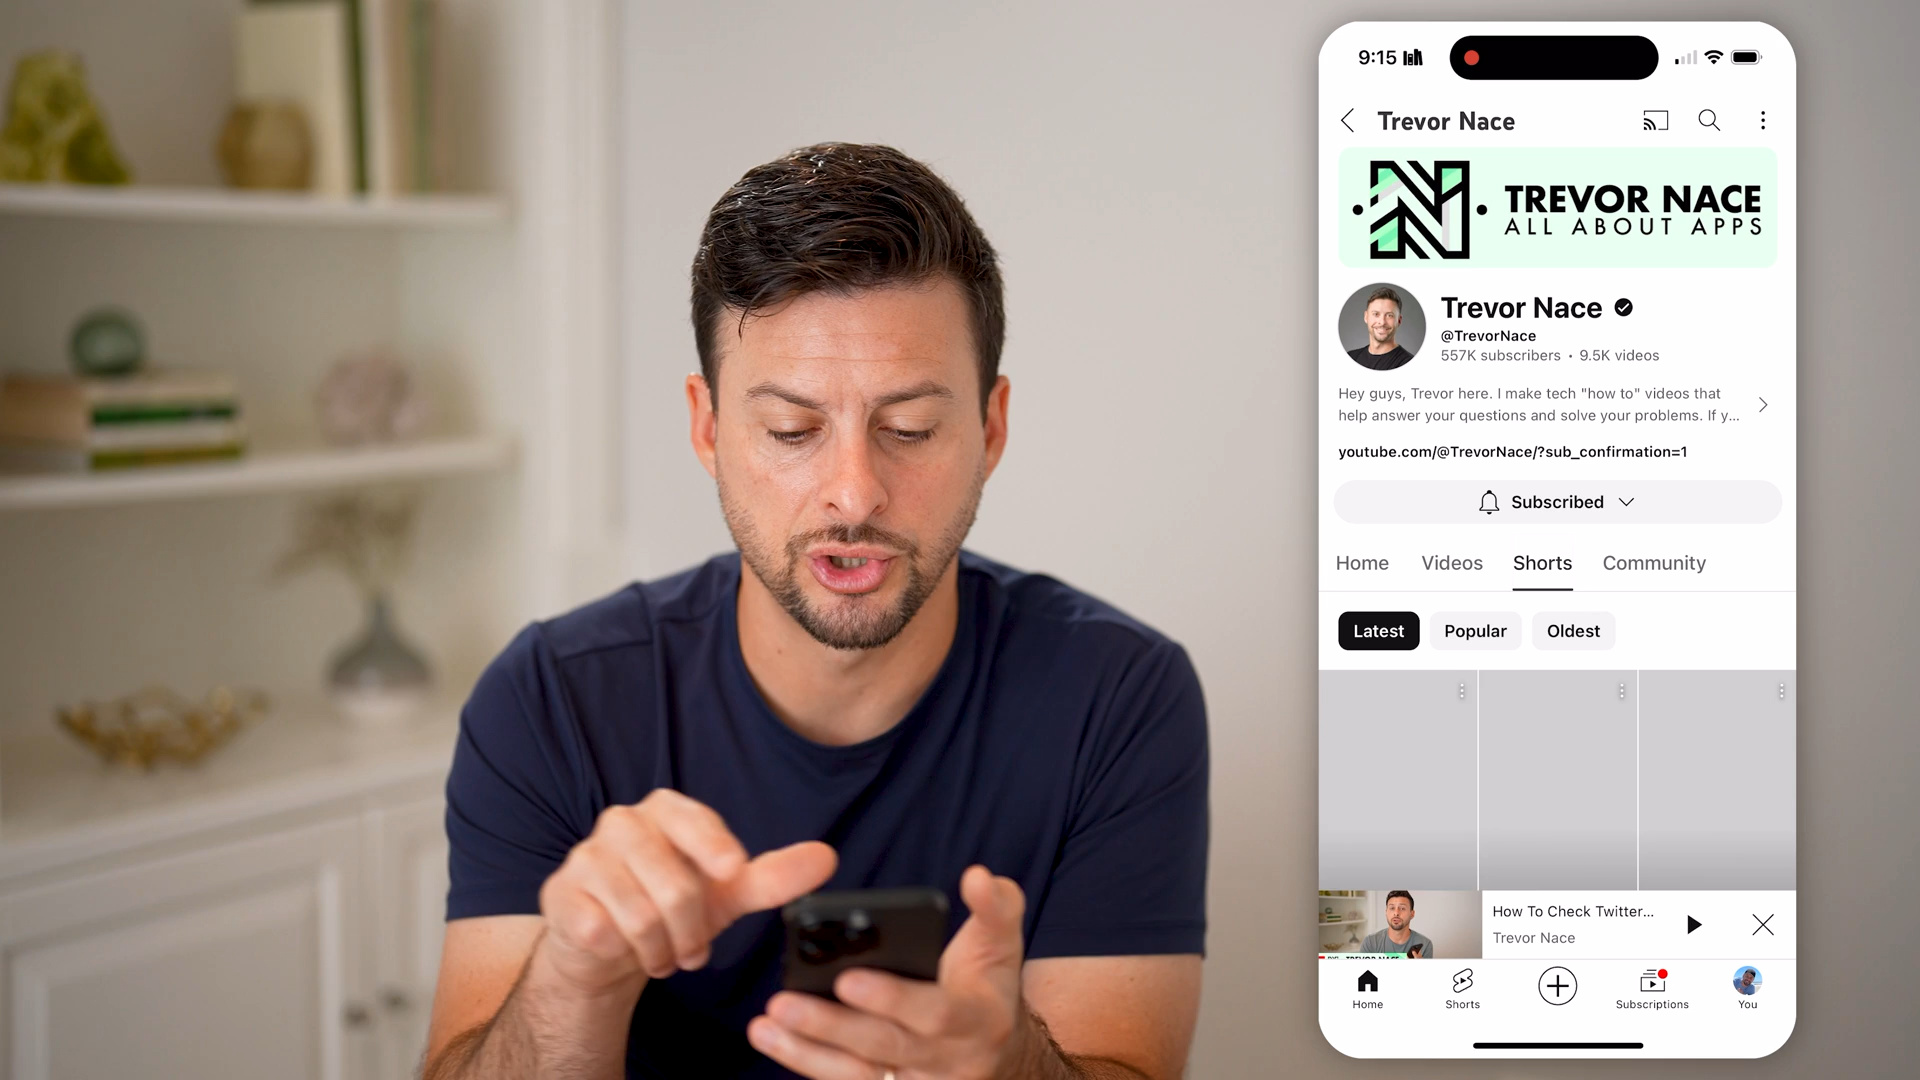 9:15
Trevor Nace
TREVOR NACE
ALL ABOUT APPS
Trevor Nace
@TrevorNace
557K subscribers • 9.5K videos
Hey guys, Trevor here. I make tech "how to" videos that
help answer your questions and solve your problems. If y...
youtube.com/@TrevorNace/?sub_confirmation=1
Subscribed
Home Videos Shorts Community
Latest Popular Oldest
How To Check Twitter...
Trevor Nace
Home Shorts Subscriptions You